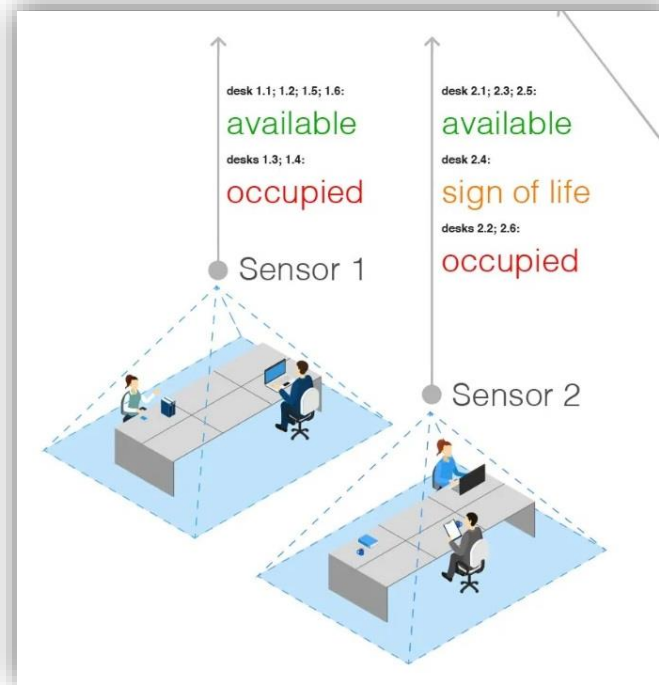 desk 1.1; 1.2; 1.5; 1.6:
available
desks 1.3; 1.4:
occupied
Sensor 1
desk 2.1; 2.3; 2.5:
available
desk 2.4:
sign of life
desks 2.2; 2.6:
occupied
Sensor 2